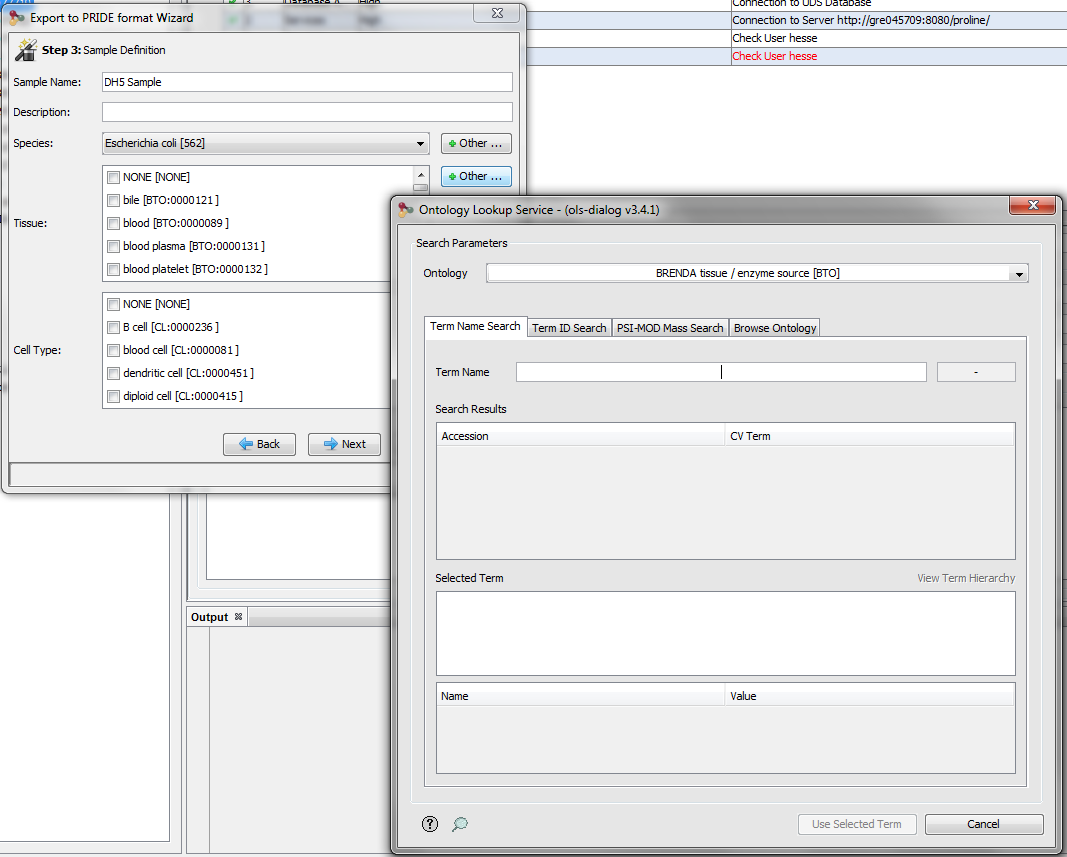 Export to PRIDE format Wizard
Step 3: Sample Definition
Sample Name: DH5 Sample
Description:
Species: Escherichia coli [562] Other ...
Tissue:
NONE [NONE] Other ...
bile [BTO:0000121 ]
blood [BTO:0000089 ]
blood plasma [BTO:0000131 ]
blood platelet [BTO:0000132 ]
Cell Type:
NONE [NONE]
B cell [CL:0000236 ]
blood cell [CL:0000081 ]
dendritic cell [CL:0000451 ]
diploid cell [CL:0000415 ]
Back Next
Connection to UDS Database
Connection to Server http://gre045709:8080/proline/
Check User hesse
Check User hesse
Output
Ontology Lookup Service - (ols-dialog v3.4.1)
Search Parameters
Ontology BRENDA tissue / enzyme source [BTO]
Term Name Search Term ID Search PSI-MOD Mass Search Browse Ontology
Term Name -
Search Results
Accession CV Term
Selected Term View Term Hierarchy
Name Value
Use Selected Term Cancel